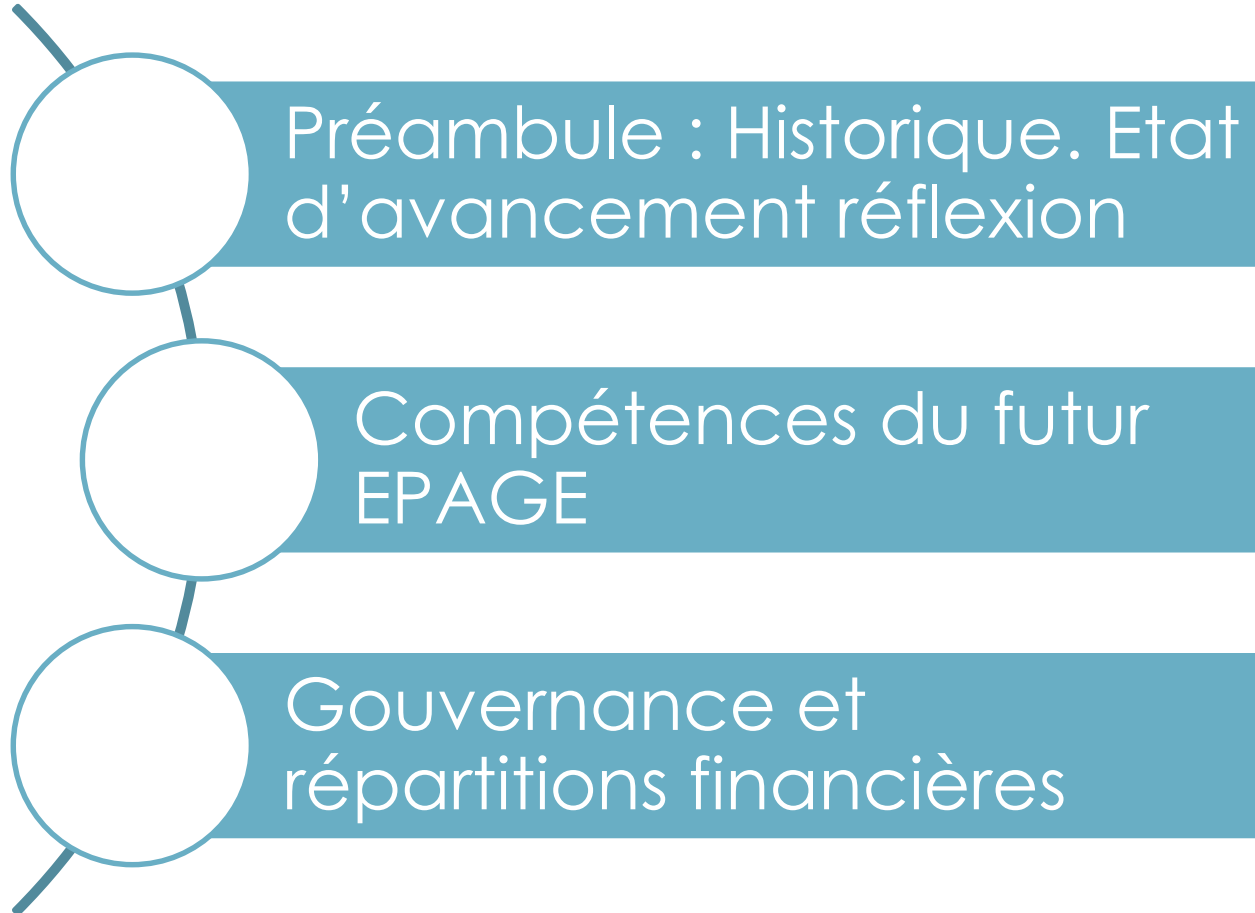 Préambule : Historique. Etat
d’avancement réflexion
Compétences du futur
EPAGE
Gouvernance et
répartitions financières